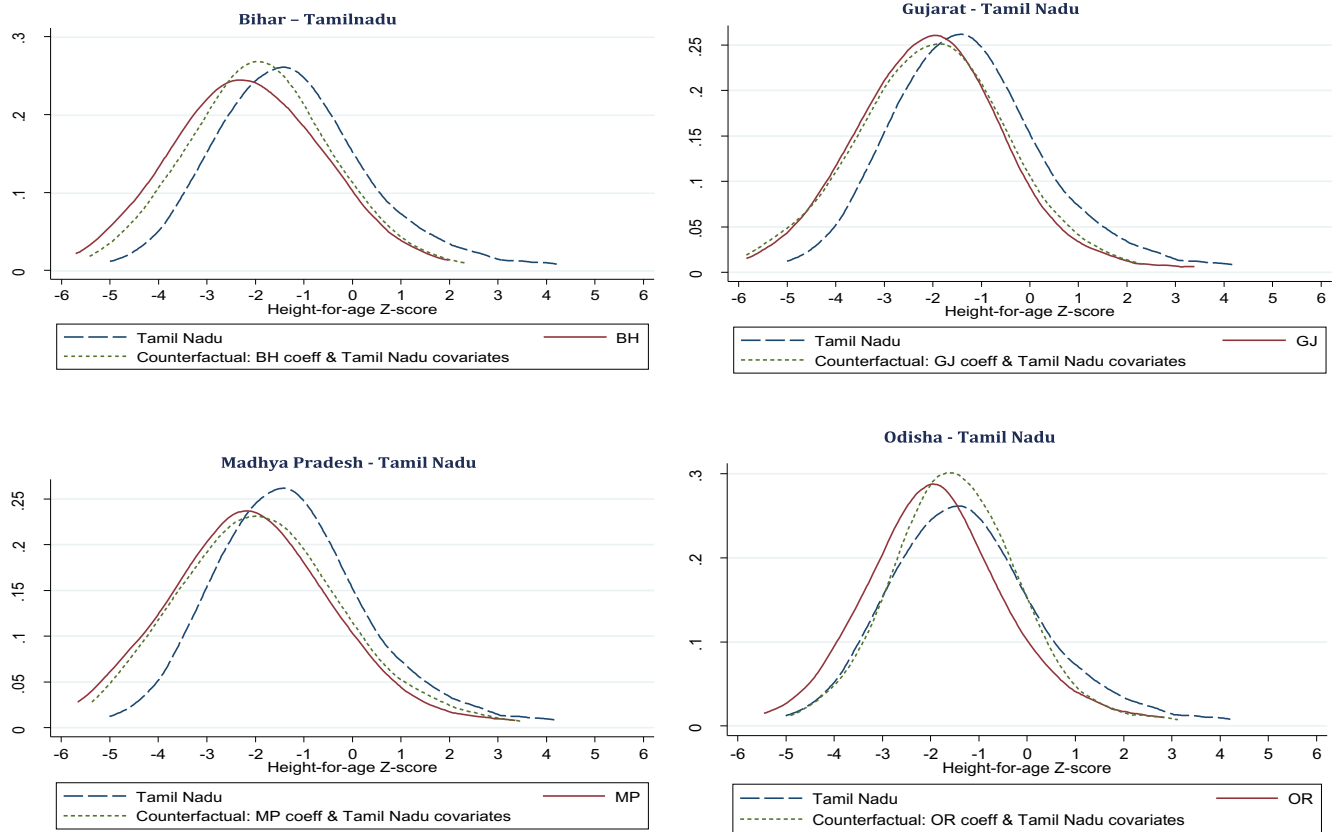 Bihar – Tamilnadu
.3
.2
.1
0
-6 -5 -4 -3 -2 -1 0 1 2 3 4 5 6
Height-for-age Z-score
Tamil Nadu BH
Counterfactual: BH coeff & Tamil Nadu covariates
Gujarat - Tamil Nadu
.25
.2
.15
.1
.05
0
-6 -5 -4 -3 -2 -1 0 1 2 3 4 5 6
Height-for-age Z-score
Tamil Nadu GJ
Counterfactual: GJ coeff & Tamil Nadu covariates
Madhya Pradesh - Tamil Nadu
.25
.2
.15
.1
.05
0
-6 -5 -4 -3 -2 -1 0 1 2 3 4 5 6
Height-for-age Z-score
Tamil Nadu MP
Counterfactual: MP coeff & Tamil Nadu covariates
Odisha - Tamil Nadu
.3
.2
.1
0
-6 -5 -4 -3 -2 -1 0 1 2 3 4 5 6
Height-for-age Z-score
Tamil Nadu OR
Counterfactual: OR coeff & Tamil Nadu covariates